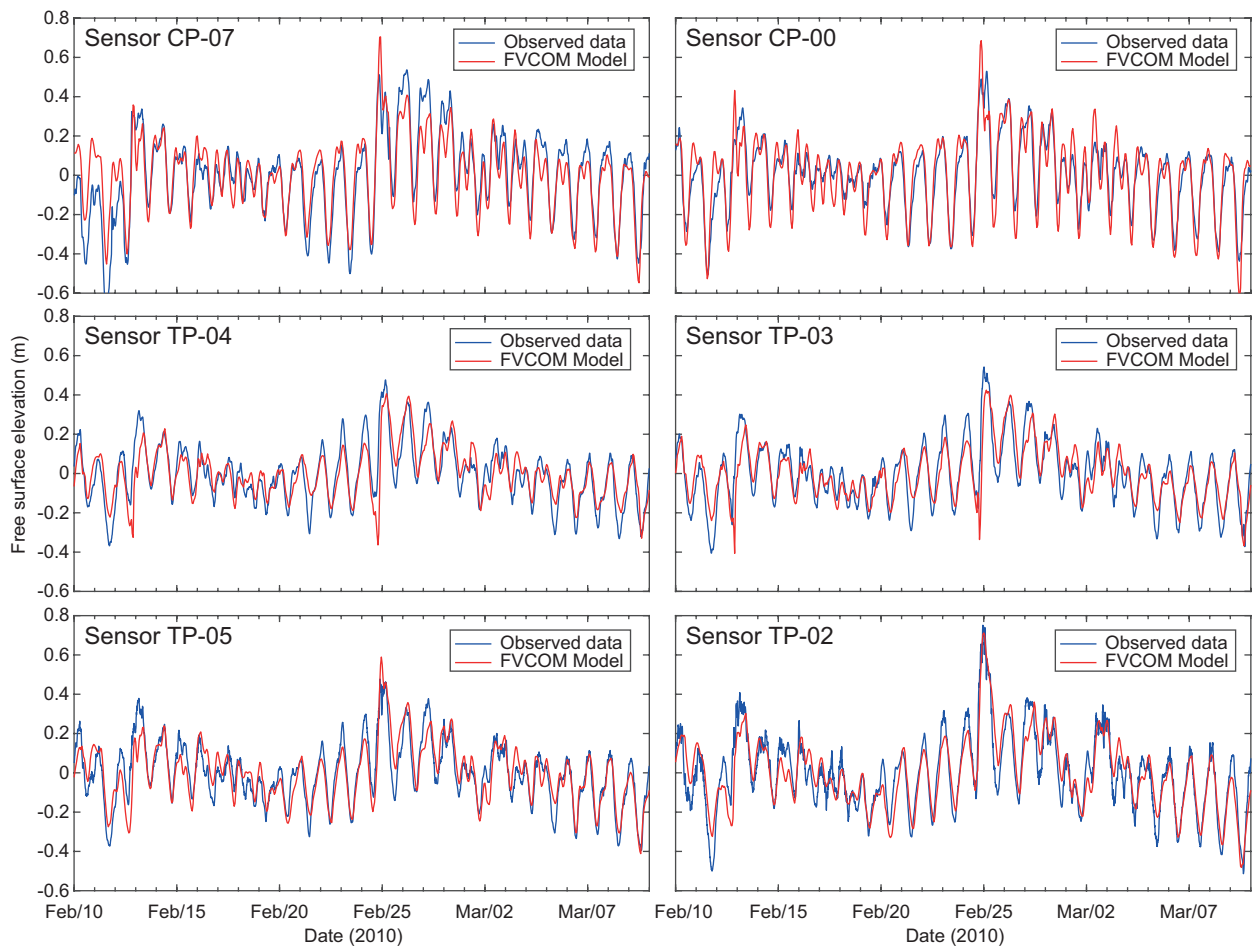 Sensor CP-07
Observed data
FVCOM Model
0.8
0.6
0.4
0.2
0
-0.2
-0.4
-0.6
Sensor CP-00
Observed data
FVCOM Model
Sensor TP-04
Observed data
FVCOM Model
0.8
0.6
0.4
0.2
0
-0.2
-0.4
-0.6
Free surface elevation (m)
Sensor TP-03
Observed data
FVCOM Model
Sensor TP-05
Observed data
FVCOM Model
0.8
0.6
0.4
0.2
0
-0.2
-0.4
-0.6
Feb/10 Feb/15 Feb/20 Feb/25 Mar/02 Mar/07
Date (2010)
Sensor TP-02
Observed data
FVCOM Model
Feb/10 Feb/15 Feb/20 Feb/25 Mar/02 Mar/07
Date (2010)